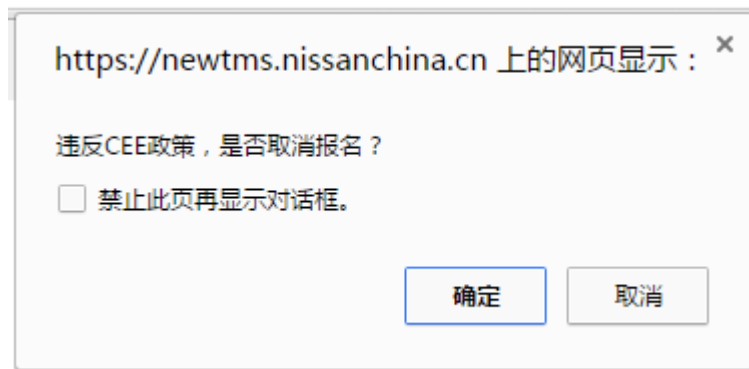 https://newtms.nissanchina.cn 上的网页显示：
×
违反CEE政策，是否取消报名？
禁止此页再显示对话框。
确定
取消